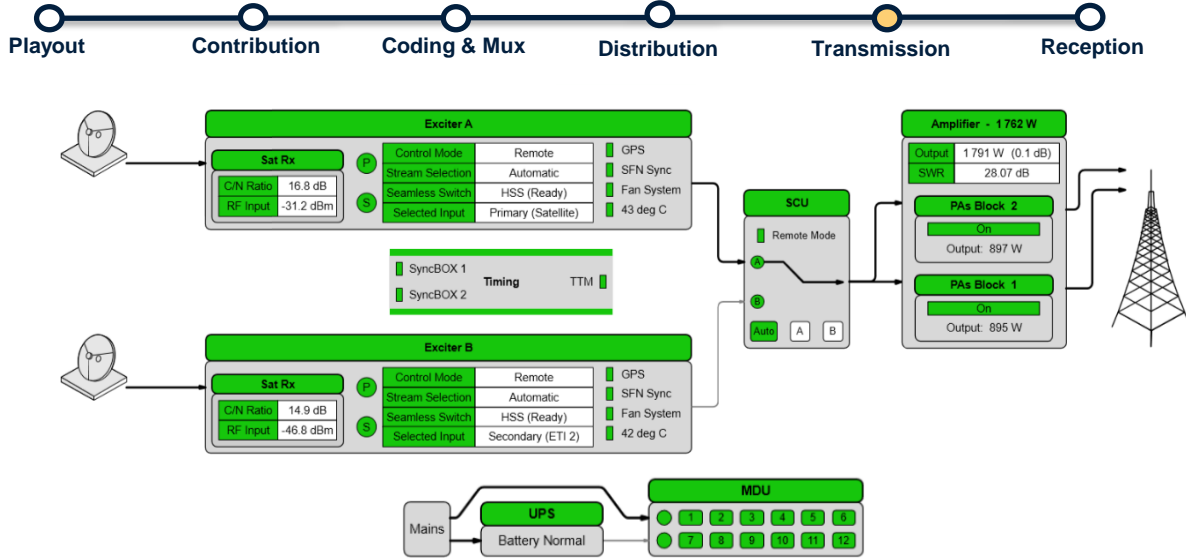 Playout Contribution Coding & Mux Distribution Transmission Reception
Exciter A
Sat Rx
C/N Ratio 16.8 dB
RF Input -31.2 dBm
P
S
Control Mode Remote
Stream Selection Automatic
Seamless Switch HSS (Ready)
Selected Input Primary (Satellite)
GPS
SFN Sync
Fan System
43 deg C
SyncBOX 1
SyncBOX 2
Timing
TTM
Exciter B
Sat Rx
C/N Ratio 14.9 dB
RF Input -46.8 dBm
P
S
Control Mode Remote
Stream Selection Automatic
Seamless Switch HSS (Ready)
Selected Input Secondary (ETI 2)
GPS
SFN Sync
Fan System
42 deg C
SCU
Remote Mode
A
B
Auto A B
Amplifier - 1 762 W
Output 1 791 W (0.1 dB)
SWR 28.07 dB
PAs Block 2
On
Output: 897 W
PAs Block 1
On
Output: 895 W
Mains
UPS
Battery Normal
MDU
1 2 3 4 5 6
7 8 9 10 11 12